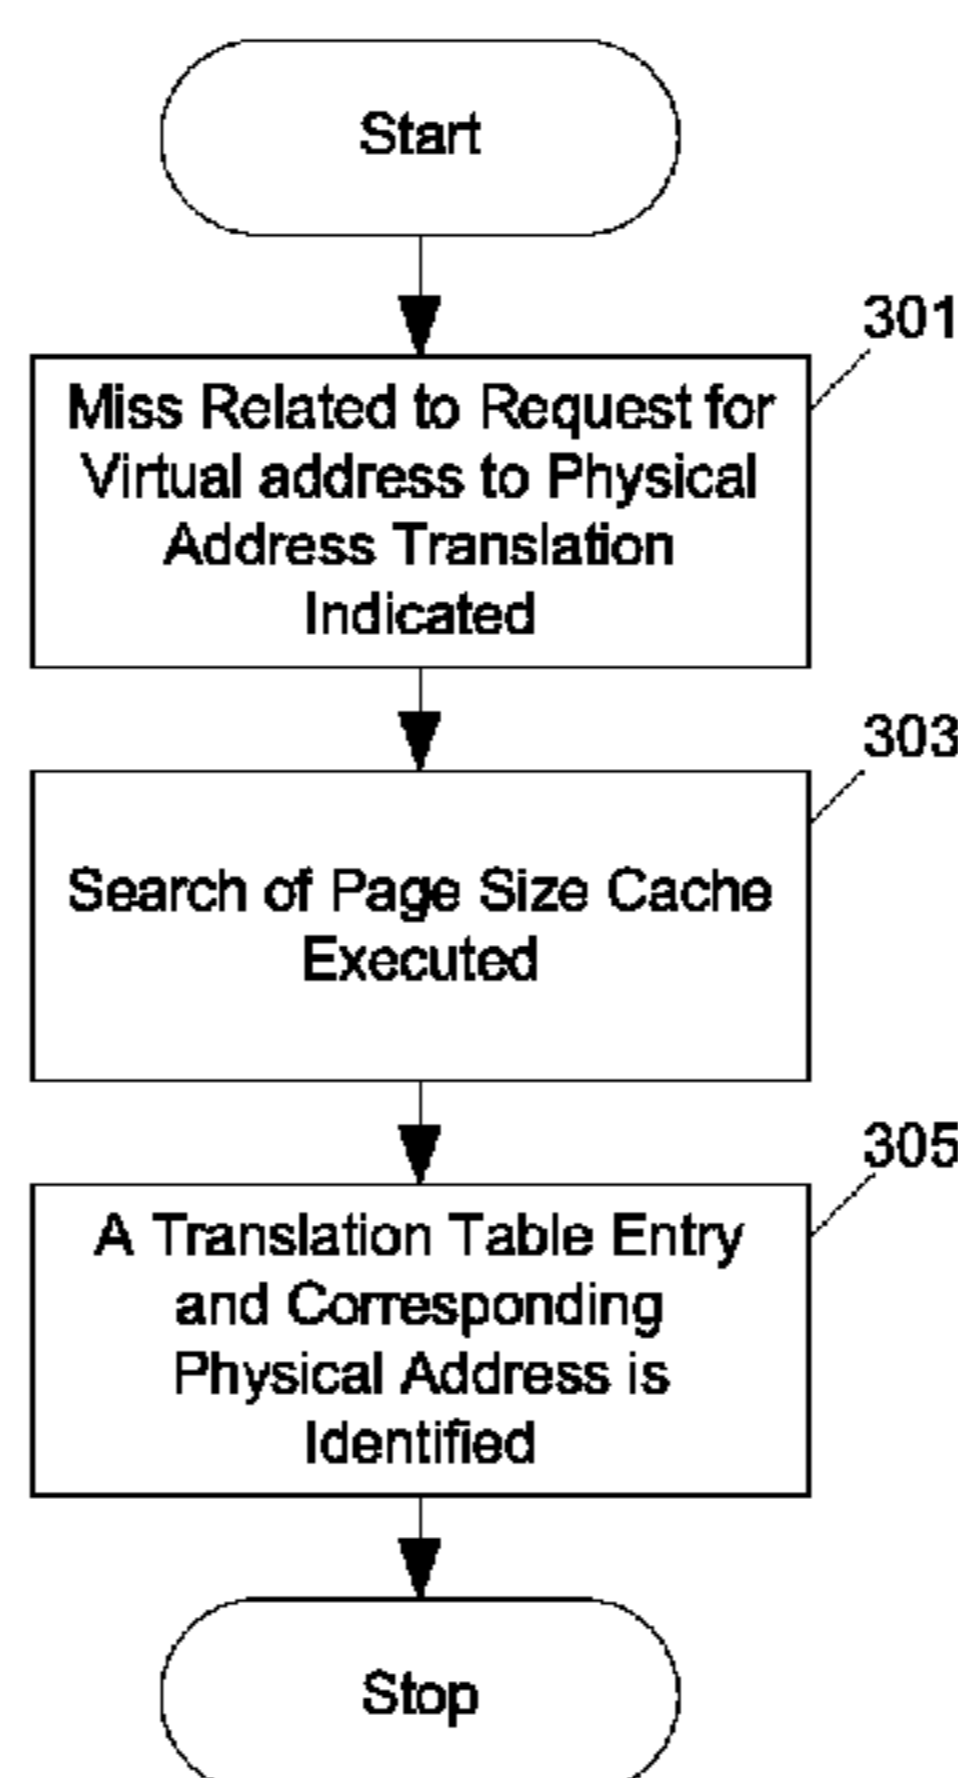 Start
301
Miss Related to Request for
Virtual address to Physical
Address Translation
Indicated
303
Search of Page Size Cache
Executed
305
A Translation Table Entry
and Corresponding
Physical Address is
Identified
Stop